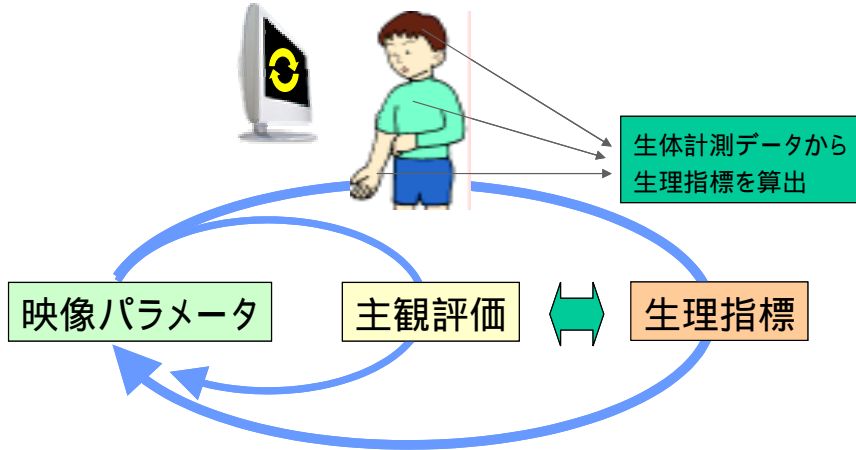 生体計測データから
生理指標を算出
映像パラメータ
主観評価
生理指標